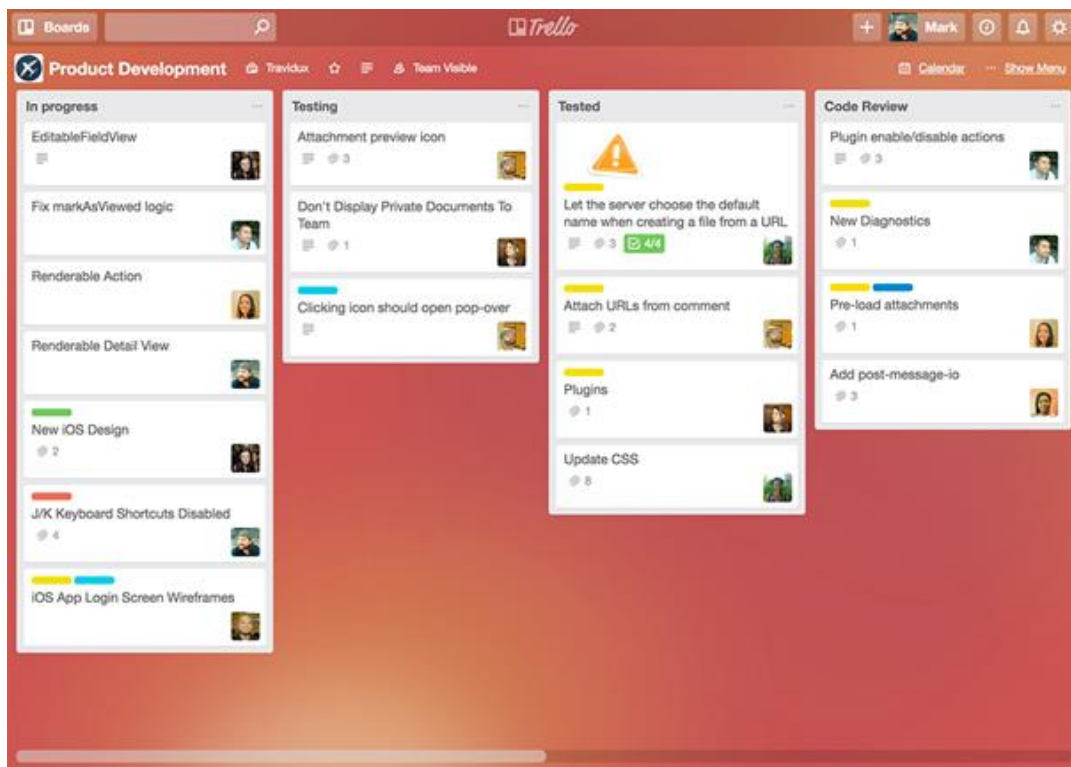 Boards
Trello
Mark
Product Development
Travidux
Team Visible
Calendar
Show Menu
In progress
EditableFieldView
Fix markAsViewed logic
Renderable Action
Renderable Detail View
New iOS Design
2
J/K Keyboard Shortcuts Disabled
4
iOS App Login Screen Wireframes
Testing
Attachment preview icon
3
Don't Display Private Documents To
Team
1
Clicking icon should open pop-over
Tested
Let the server choose the default
name when creating a file from a URL
3 4/4
Attach URLs from comment
2
Plugins
1
Update CSS
8
Code Review
Plugin enable/disable actions
3
New Diagnostics
1
Pre-load attachments
1
Add post-message-io
3